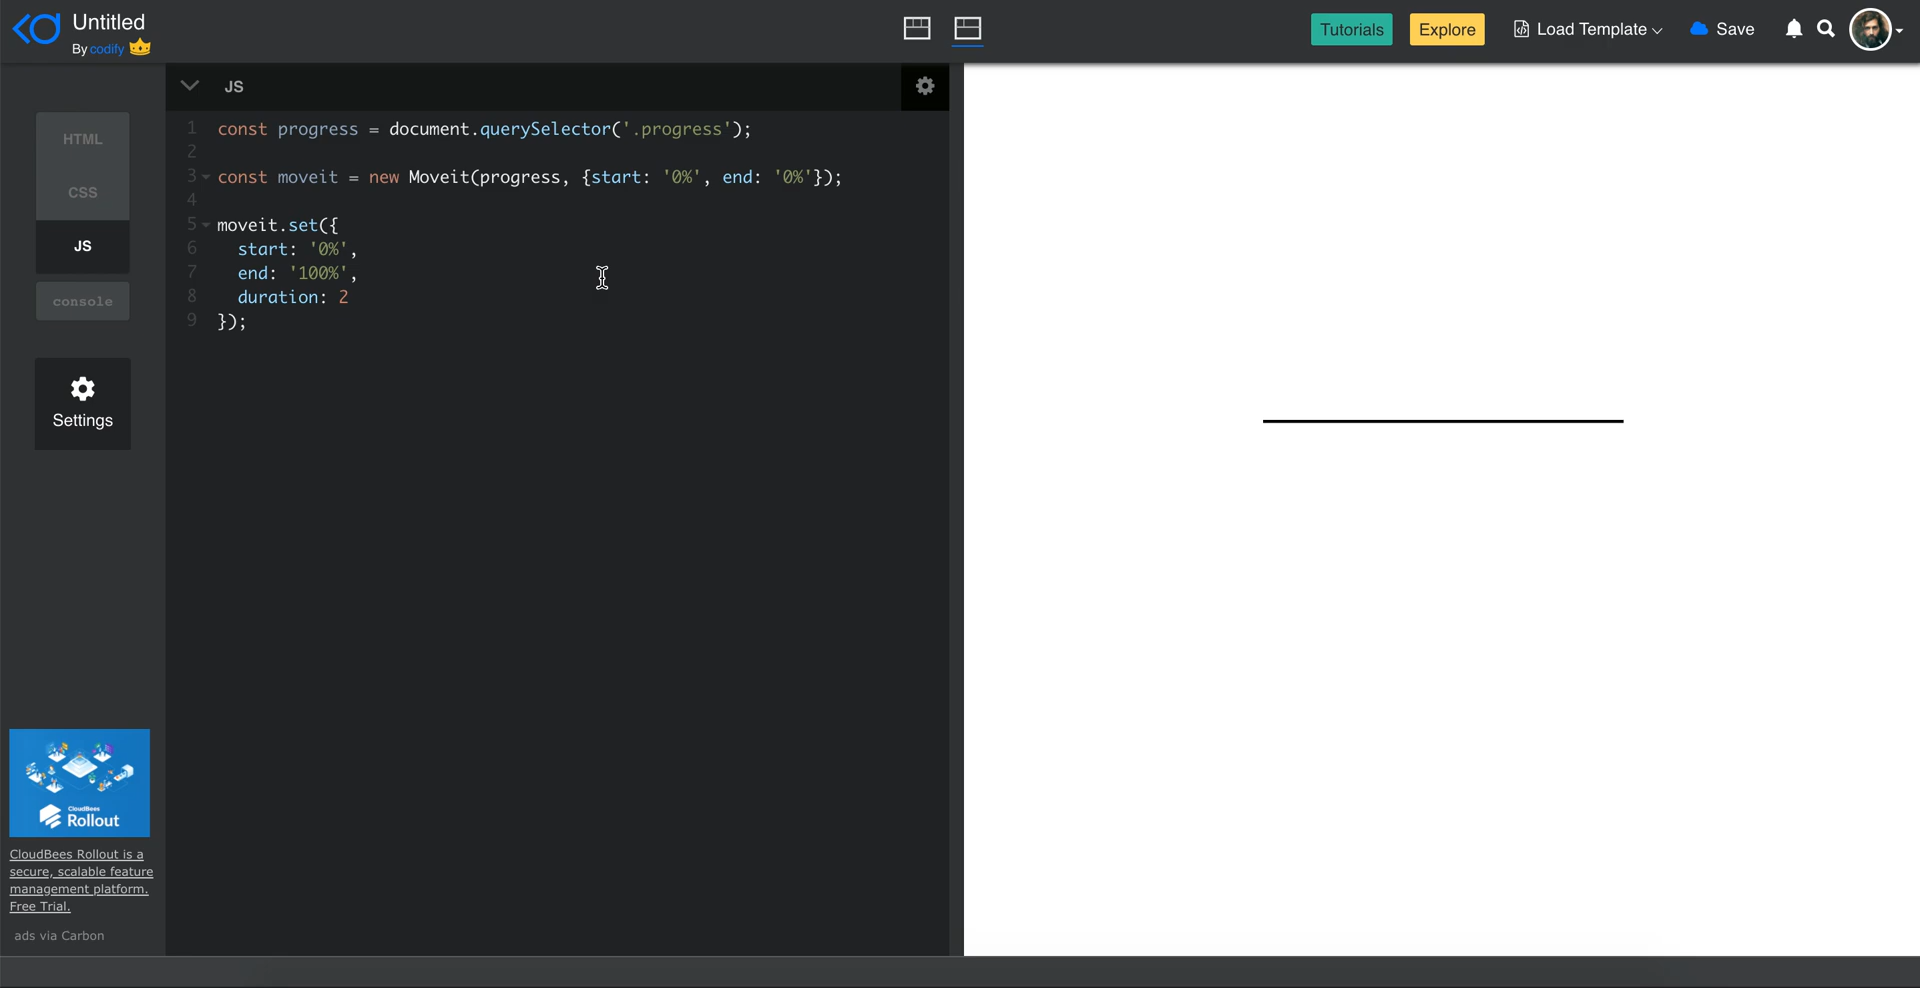 Untitled
By codify
Tutorials
Explore
Load Template
Save
HTML
CSS
JS
console
Settings
JS
1 const progress = document.querySelector('.progress');
2
3 const moveit = new Moveit(progress, {start: '0%', end: '0%'});
4
5 moveit.set({
6 start: '0%',
7 end: '100%',
8 duration: 2
9 });
CloudBees
Rollout
CloudBees Rollout is a
secure, scalable feature
management platform.
Free Trial.
ads via Carbon